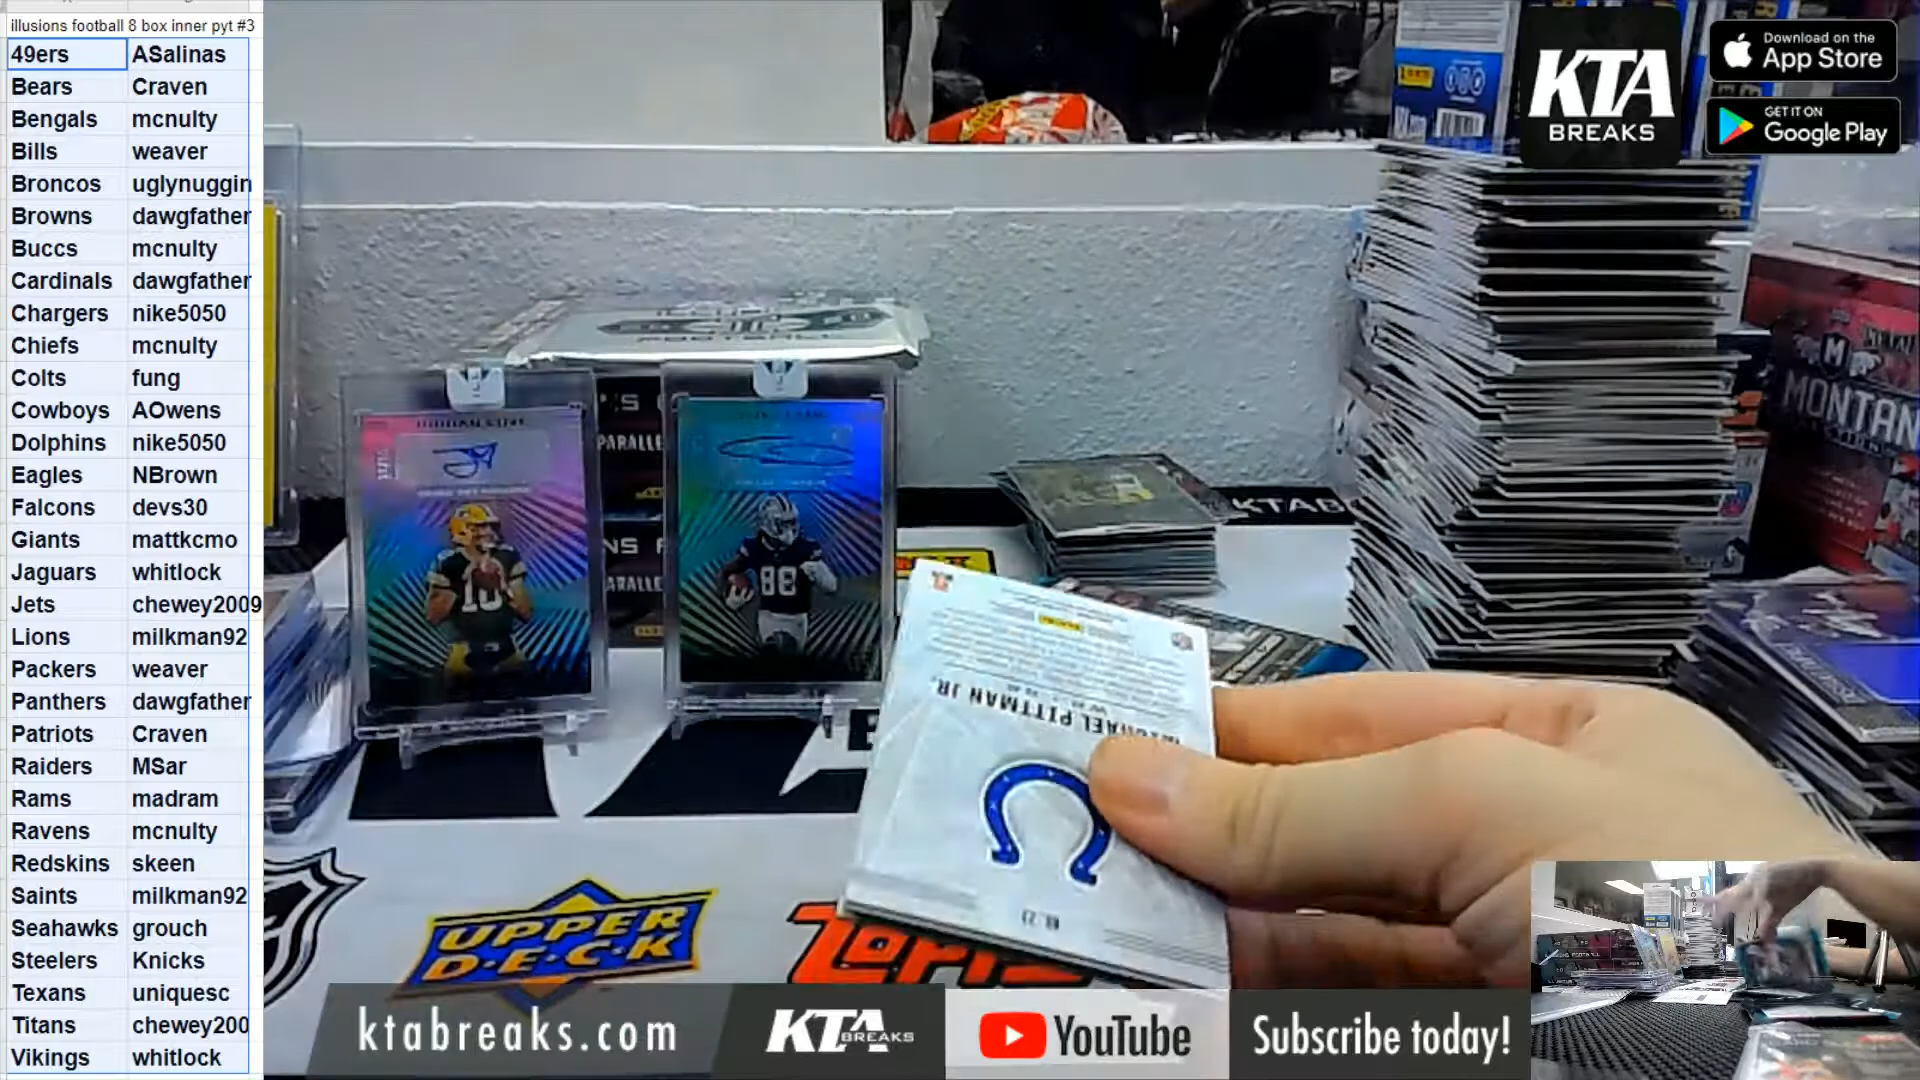 illusions football 8 box inner pyt #3
49ers ASalinas
Bears Craven
Bengals mcnulty
Bills weaver
Broncos uglynuggin
Browns dawgfather
Buccs mcnulty
Cardinals dawgfather
Chargers nike5050
Chiefs mcnulty
Colts fung
Cowboys AOwens
Dolphins nike5050
Eagles NBrown
Falcons devs30
Giants mattkcmo
Jaguars whitlock
Jets chewey2009
Lions milkman92
Packers weaver
Panthers dawgfather
Patriots Craven
Raiders MSar
Rams madram
Ravens mcnulty
Redskins skeen
Saints milkman92
Seahawks grouch
Steelers Knicks
Texans uniquesc
Titans chewey200
Vikings whitlock
KTA
BREAKS
Download on the
App Store
GET IT ON
Google Play
MONTAN
PARALLE
KTAB
10
88
PITTMAN JR.
UPPER
DECK
TOPPS
ktabreaks.com
KTA BREAKS
YouTube
Subscribe today!